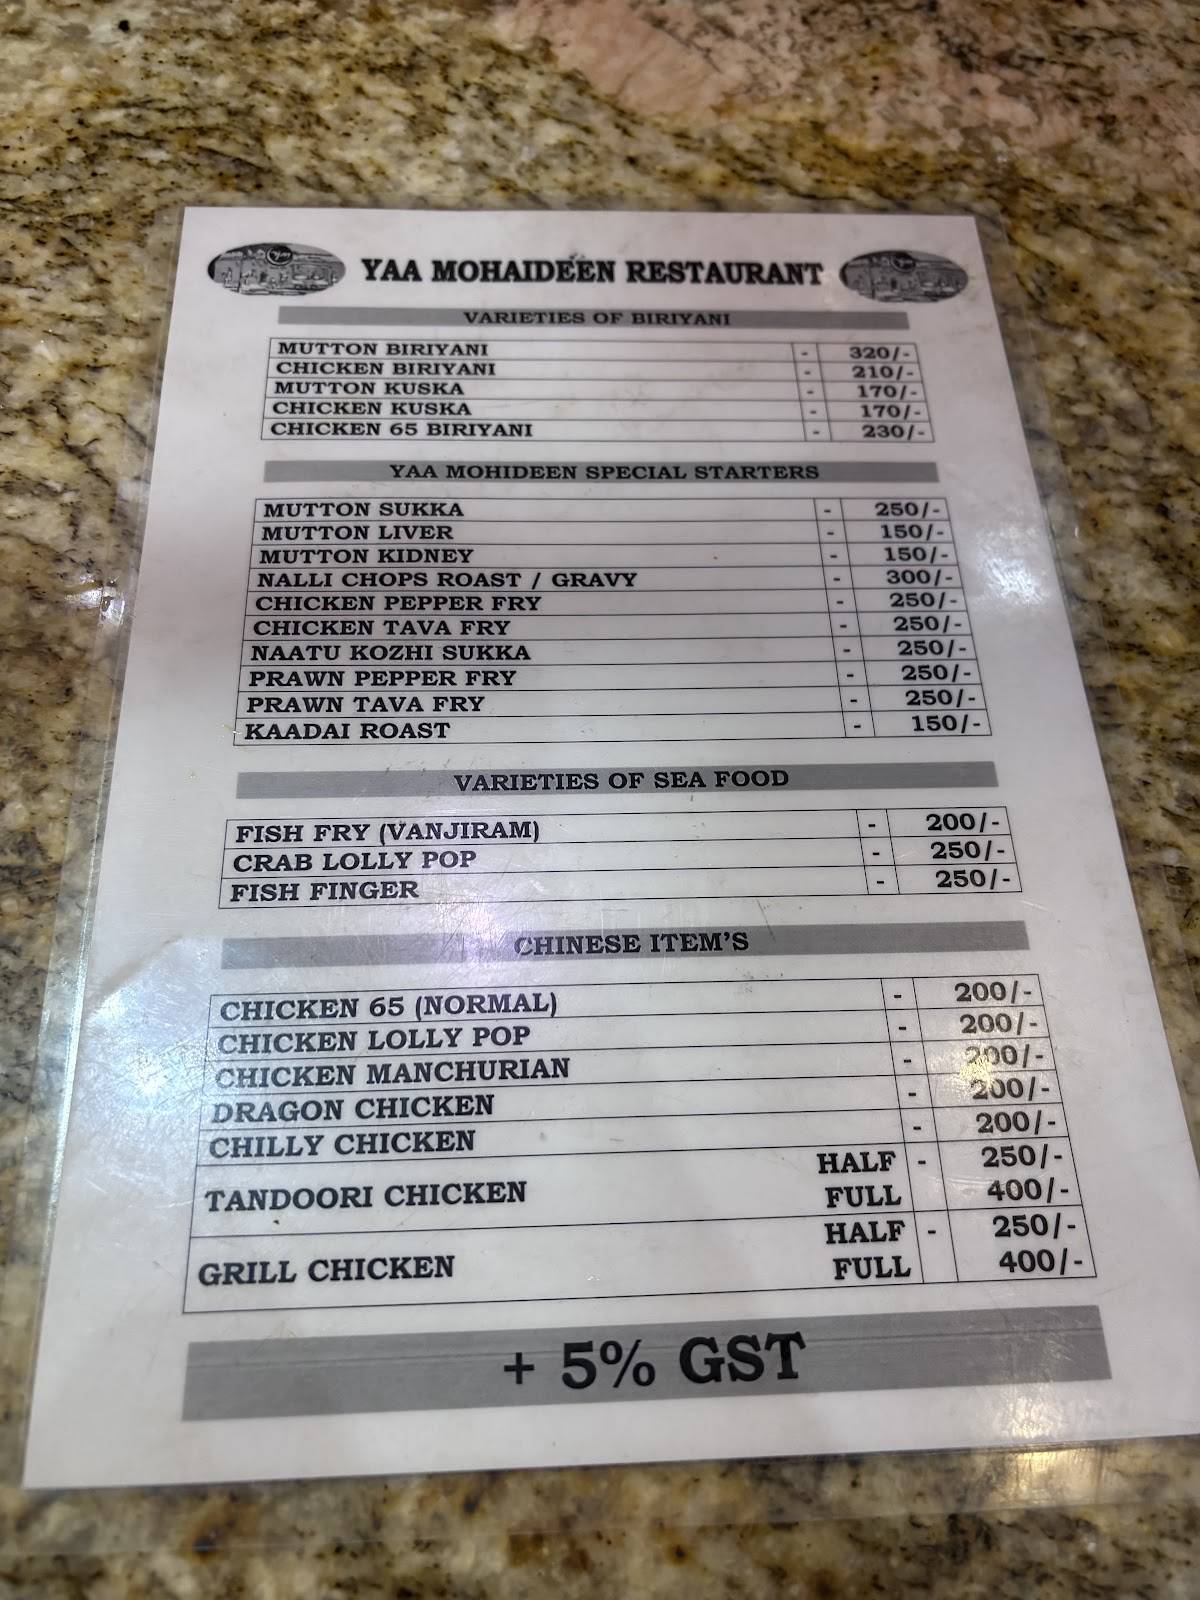 YAA MOHAIDEEN RESTAURANT
VARIETIES OF BIRIYANI
MUTTON BIRIYANI - 320/-
CHICKEN BIRIYANI - 210/-
MUTTON KUSKA - 170/-
CHICKEN KUSKA - 170/-
CHICKEN 65 BIRIYANI - 230/-
YAA MOHIDEEN SPECIAL STARTERS
MUTTON SUKKA - 250/-
MUTTON LIVER - 150/-
MUTTON KIDNEY - 150/-
NALLI CHOPS ROAST / GRAVY - 300/-
CHICKEN PEPPER FRY - 250/-
CHICKEN TAVA FRY - 250/-
NAATU KOZHI SUKKA - 250/-
PRAWN PEPPER FRY - 250/-
PRAWN TAVA FRY - 250/-
KAADAI ROAST - 150/-
VARIETIES OF SEA FOOD
FISH FRY (VANJIRAM) - 200/-
CRAB LOLLY POP - 250/-
FISH FINGER - 250/-
CHINESE ITEM'S
CHICKEN 65 (NORMAL) - 200/-
CHICKEN LOLLY POP - 200/-
CHICKEN MANCHURIAN - 200/-
DRAGON CHICKEN - 200/-
CHILLY CHICKEN - 200/-
TANDOORI CHICKEN HALF - 250/-
FULL 400/-
GRILL CHICKEN HALF - 250/-
FULL 400/-
+ 5% GST